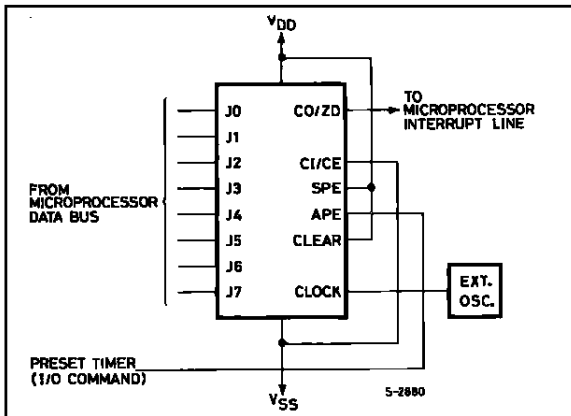 VDD
TO
MICROPROCESSOR
INTERRUPT LINE
J0 CO/ZD
J1
J2 CI/CE
J3 SPE
J4 APE
J5 CLEAR
J6
J7 CLOCK
FROM
MICROPROCESSOR
DATA BUS
EXT.
OSC.
PRESET TIMER
(I/O COMMAND)
VSS
S-2880